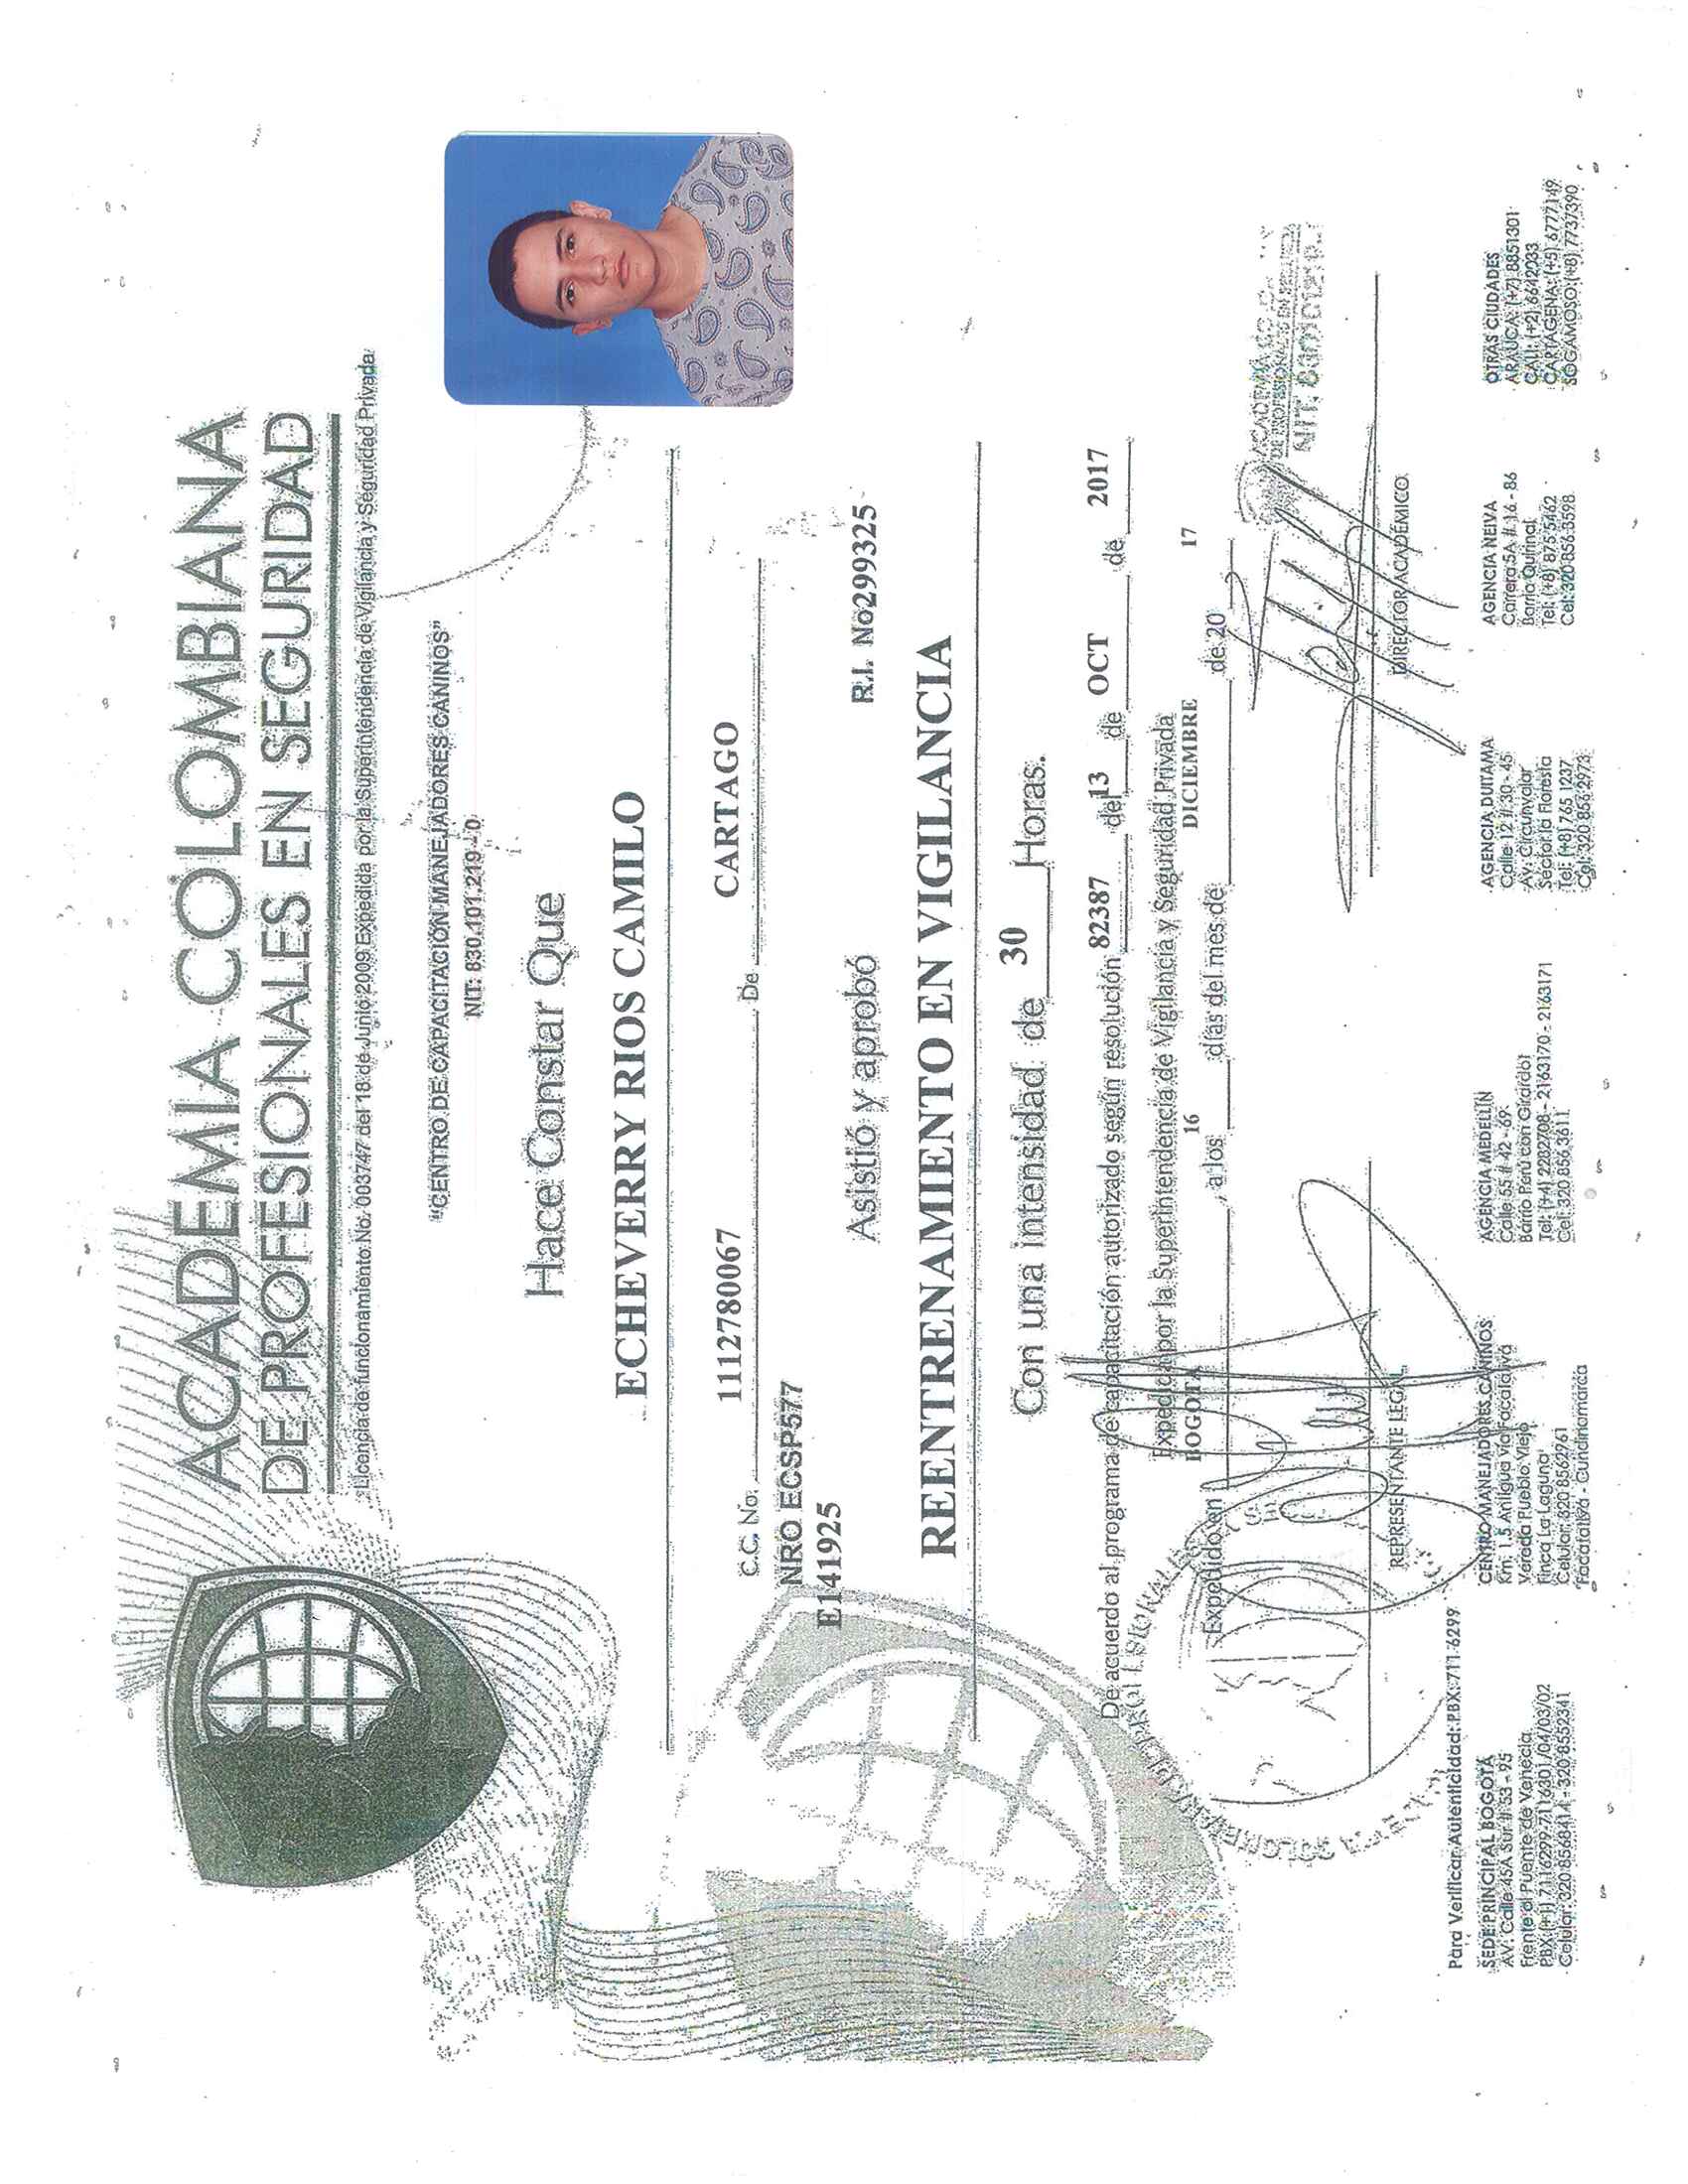 ACADEMIA COLOMBIANA
DE PROFESIONALES EN SEGURIDAD
Licencia de funcionamiento No. 003747 del 18 de Junio 2009 Expedida por la Superintendencia de Vigilancia y Seguridad Privada
"CENTRO DE CAPACITACIÓN MANEJADORES CANINOS"
NIT: 830.101.219 - 0
Hace Constar Que
ECHEVERRY RIOS CAMILO
C.C. No. 1112780067 De CARTAGO
NRO ECSP577
E141925
Asistió y aprobó R.I. No299325
REENTRENAMIENTO EN VIGILANCIA
Con una intensidad de 30 Horas.
De acuerdo al programa de capacitación autorizado según resolución 82387 del 13 de OCT de 2017
Expedida por la Superintendencia de Vigilancia y Seguridad Privada
Expedido en BOGOTA, a los 16 días del mes de DICIEMBRE de 20 17
ACADEMIA
NIT. 830101219
REPRESENTANTE LEGAL
DIRECTOR ACADÉMICO
Para Verificar Autenticidad: PBX: 711 6299
SEDE PRINCIPAL BOGOTÁ
AV. Calle 45A Sur # 53 - 95
Frente al Puente de Venecia
PBX: (+1) 7116299-7116301/04/03/02
Celular: 320 8568414 - 320 8552341
CENTRO MANEJADORES CANINOS
Km. 1.5 Antigua Vía Facatativá
Vereda Pueblo Viejo
Finca La Laguna
Celular: 320 8562961
Facatativá - Cundinamarca
AGENCIA MEDELLÍN
Calle 55 # 42 - 69
Barrio Perú con Girardot
Tel: (+4) 2282708 - 2163170 - 2163171
Cel: 320 856 3611
AGENCIA DUITAMA
Calle 12 # 30 - 45
Av. Circunvalar
Sector la Floresta
Tel: (+8) 765 1237
Cel: 320 856 2973
AGENCIA NEIVA
Carrera 5A # 16 - 86
Barrio Quirinal
Tel: (+8) 875 5462
Cel: 320 856 3598
OTRAS CIUDADES
ARAUCA: (+7) 8851301
CALI: (+2) 6612033
CARTAGENA: (+5) 6777149
SOGAMOSO: (+8) 7737390